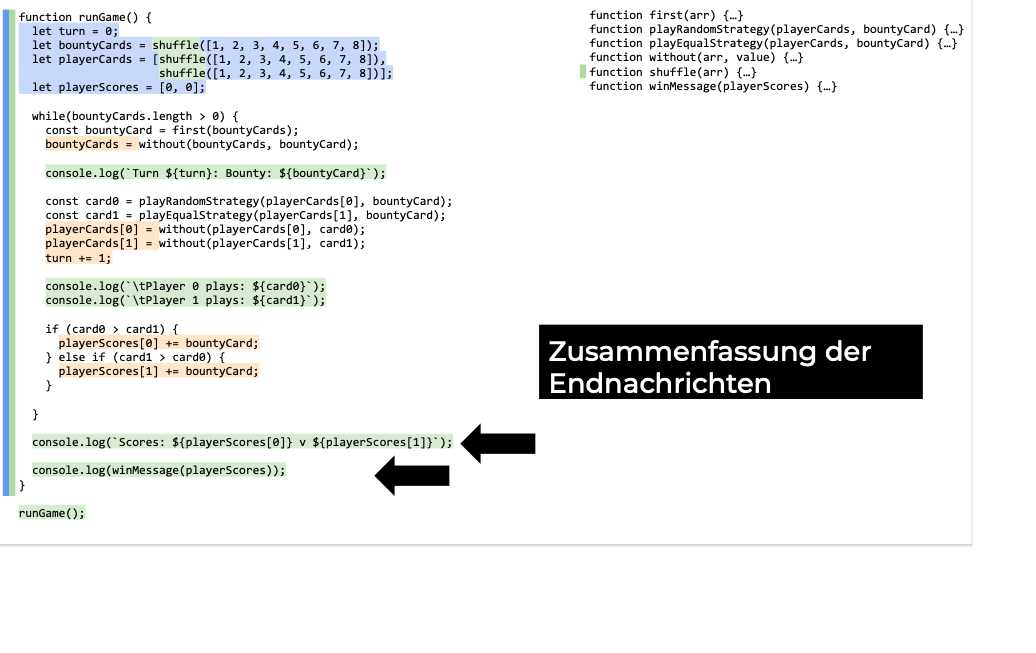 function runGame() {
let turn = 0;
let bountyCards = shuffle([1, 2, 3, 4, 5, 6, 7, 8]);
let playerCards = [shuffle([1, 2, 3, 4, 5, 6, 7, 8]),
shuffle([1, 2, 3, 4, 5, 6, 7, 8])];
let playerScores = [0, 0];
while(bountyCards.length > 0) {
const bountyCard = first(bountyCards);
bountyCards = without(bountyCards, bountyCard);
console.log(`Turn ${turn}: Bounty: ${bountyCard}`);
const card0 = playRandomStrategy(playerCards[0], bountyCard);
const card1 = playEqualStrategy(playerCards[1], bountyCard);
playerCards[0] = without(playerCards[0], card0);
playerCards[1] = without(playerCards[1], card1);
turn += 1;
console.log(`\tPlayer 0 plays: ${card0}`);
console.log(`\tPlayer 1 plays: ${card1}`);
if (card0 > card1) {
playerScores[0] += bountyCard;
} else if (card1 > card0) {
playerScores[1] += bountyCard;
}
}
console.log(`Scores: ${playerScores[0]} v ${playerScores[1]}`);
console.log(winMessage(playerScores));
}
runGame();
function first(arr) {…}
function playRandomStrategy(playerCards, bountyCard) {…}
function playEqualStrategy(playerCards, bountyCard) {…}
function without(arr, value) {…}
function shuffle(arr) {…}
function winMessage(playerScores) {…}
Zusammenfassung der
Endnachrichten